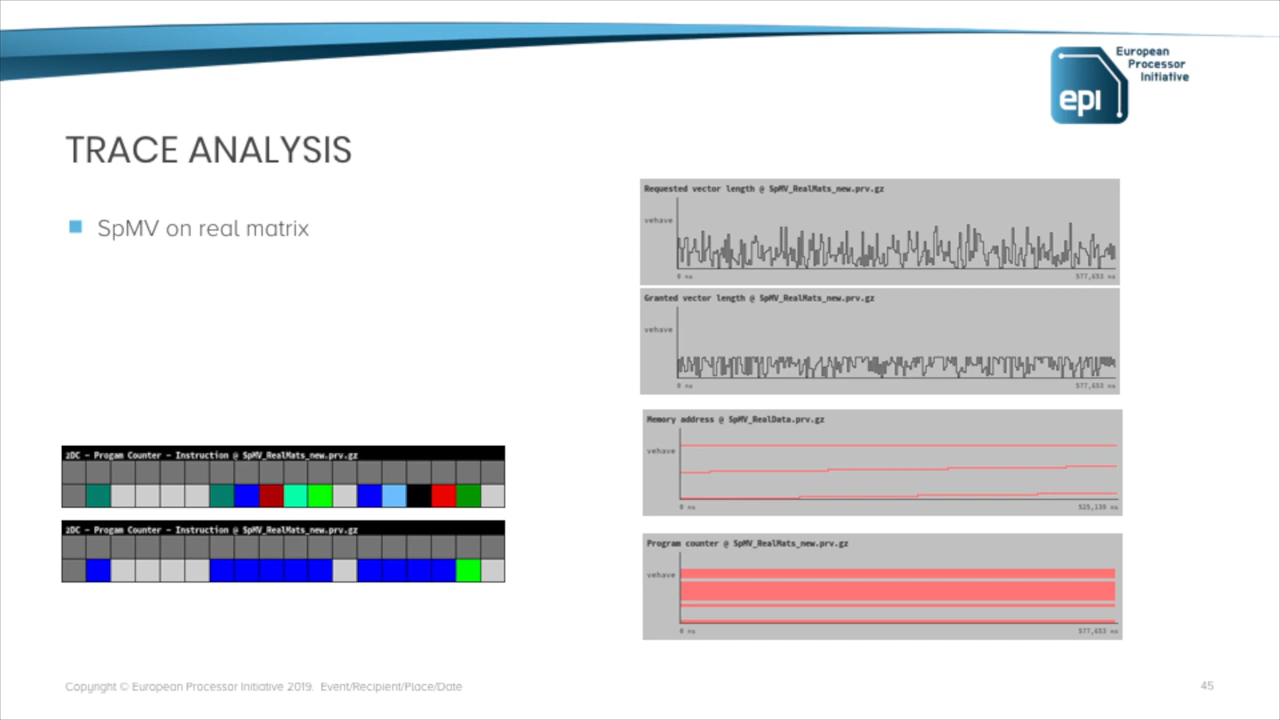 European
Processor
Initiative
epi
TRACE ANALYSIS
SpMV on real matrix
Requested vector length @ SpMV_RealMats_new.prv.gz
vehave
0 ns
577,653 ns
Granted vector length @ SpMV_RealMats_new.prv.gz
vehave
0 ns
577,653 ns
Memory address @ SpMV_RealData.prv.gz
vehave
0 ns
525,139 ns
2DC - Progam Counter - Instruction @ SpMV_RealMats_new.prv.gz
2DC - Progam Counter - Instruction @ SpMV_RealMats_new.prv.gz
Program counter @ SpMV_RealMats_new.prv.gz
vehave
0 ns
577,653 ns
Copyright © European Processor Initiative 2019. Event/Recipient/Place/Date
45